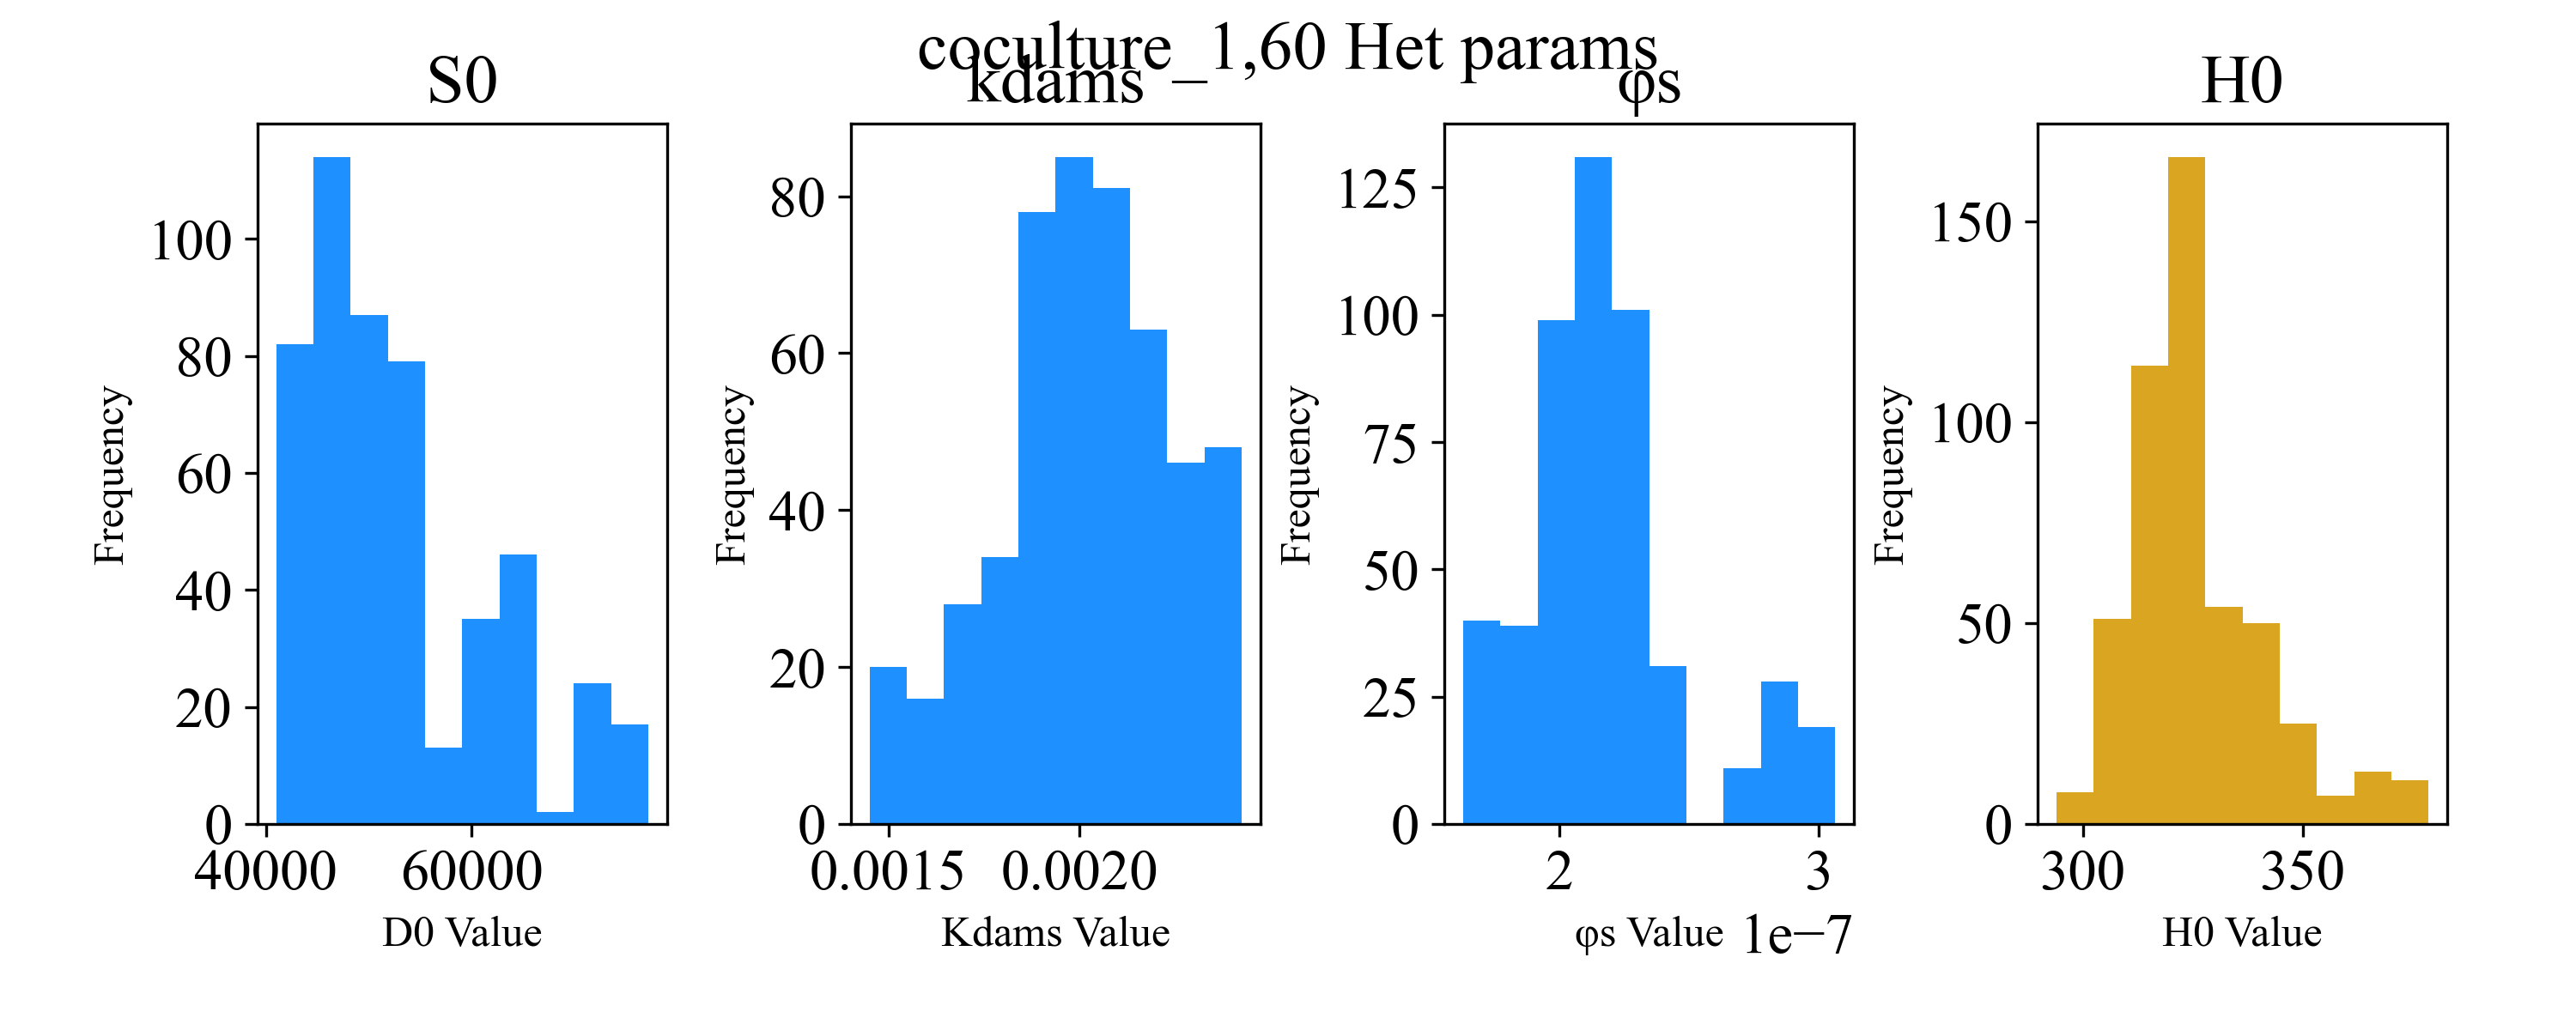 coculture_1,60 Het params
S0
100
80
60
40
20
0
40000 60000
Frequency
D0 Value
kdams
80
60
40
20
0
0.0015 0.0020
Frequency
Kdams Value
φs
125
100
75
50
25
0
2 3
1e−7
Frequency
φs Value
H0
150
100
50
0
300 350
Frequency
H0 Value